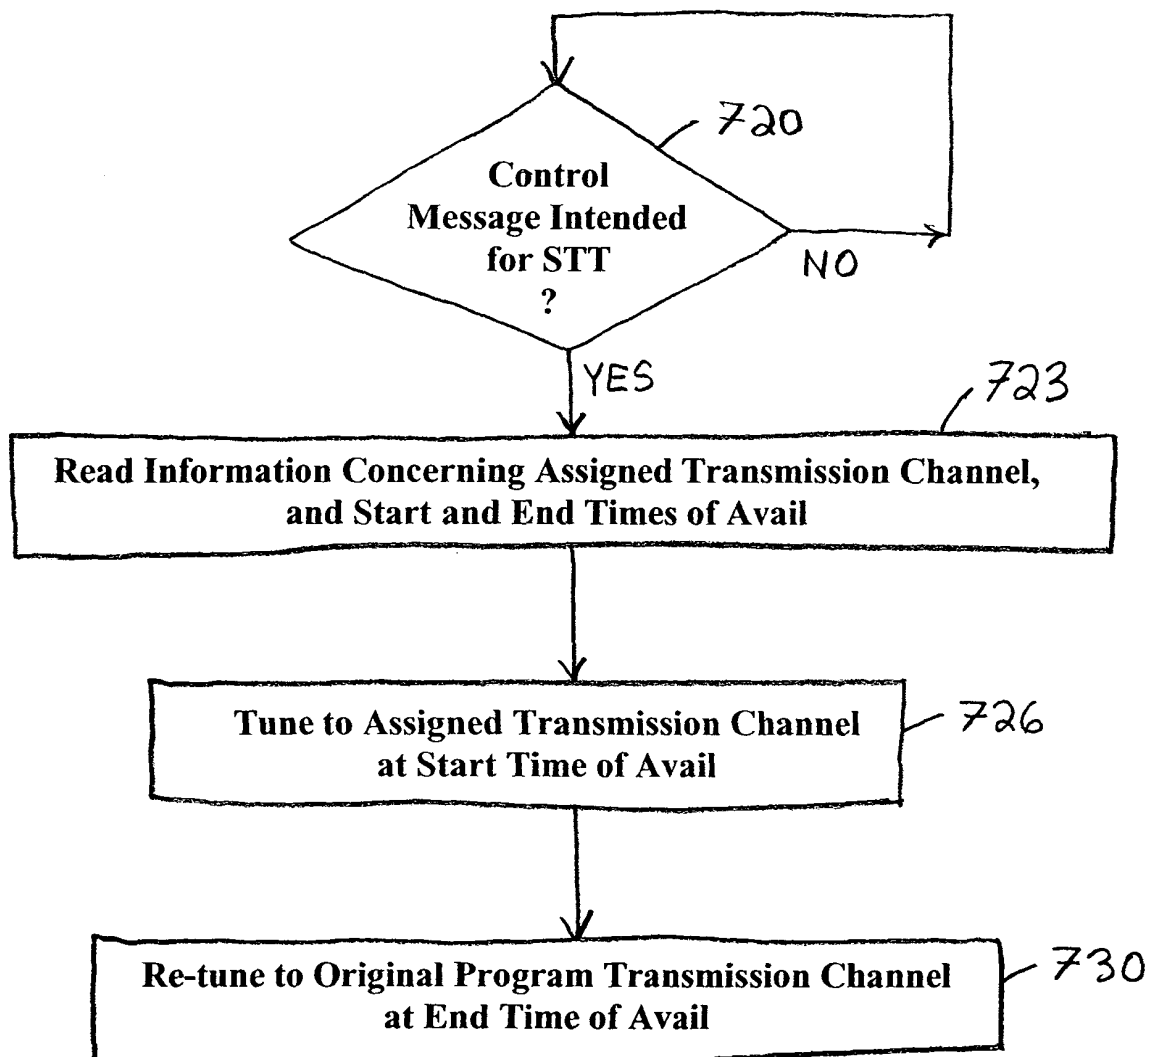 720
Control
Message Intended
for STT
?
NO
YES
723
Read Information Concerning Assigned Transmission Channel,
and Start and End Times of Avail
Tune to Assigned Transmission Channel
at Start Time of Avail
726
Re-tune to Original Program Transmission Channel
at End Time of Avail
730